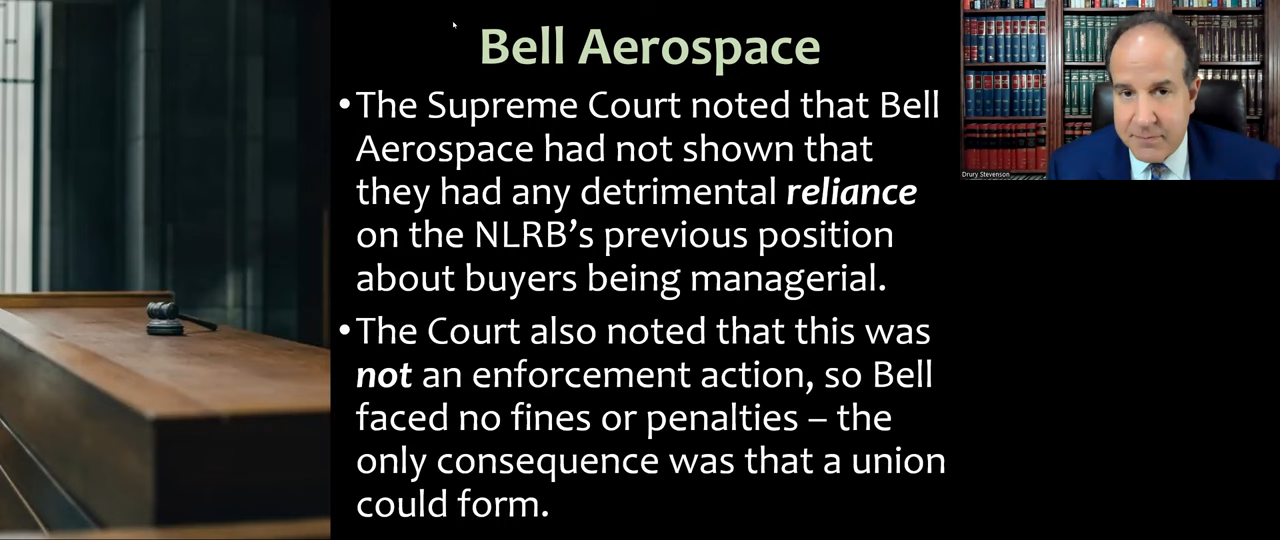 Bell Aerospace
•The Supreme Court noted that Bell
Aerospace had not shown that
they had any detrimental reliance
on the NLRB’s previous position
about buyers being managerial.
•The Court also noted that this was
not an enforcement action, so Bell
faced no fines or penalties – the
only consequence was that a union
could form.
Drury Stevenson